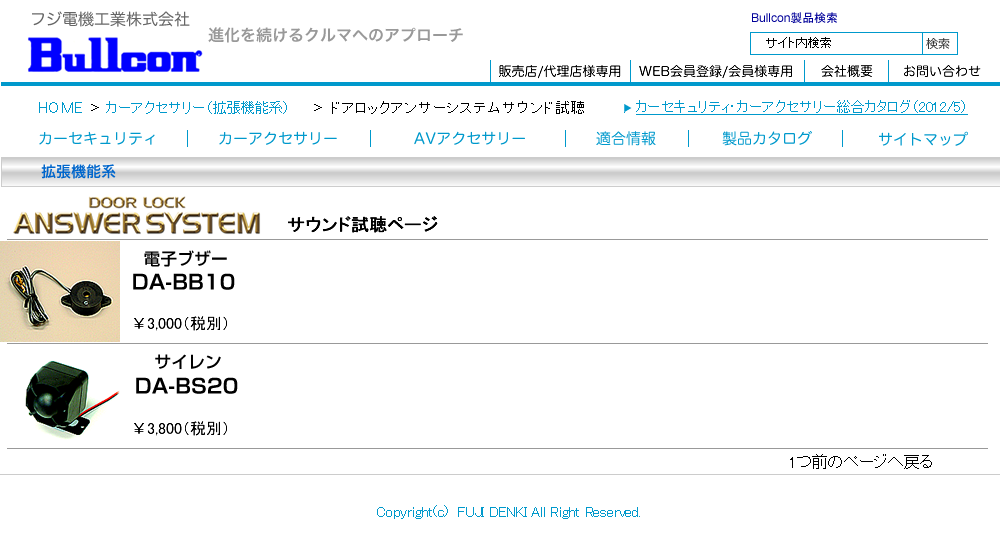 フジ電機工業株式会社
Bullcon
進化を続けるクルマへのアプローチ
Bullcon製品検索
サイト内検索 検索
販売店/代理店様専用 WEB会員登録/会員様専用 会社概要 お問い合わせ
HOME > カーアクセサリー(拡張機能系) > ドアロックアンサーシステムサウンド試聴 ▶カーセキュリティ・カーアクセサリー総合カタログ(2012/5)
カーセキュリティ カーアクセサリー AVアクセサリー 適合情報 製品カタログ サイトマップ
拡張機能系
DOOR LOCK
ANSWER SYSTEM サウンド試聴ページ
電子ブザー
DA-BB10
￥3,000(税別)
サイレン
DA-BS20
￥3,800(税別)
1つ前のページへ戻る
Copyright(c) FUJI DENKI All Right Reserved.